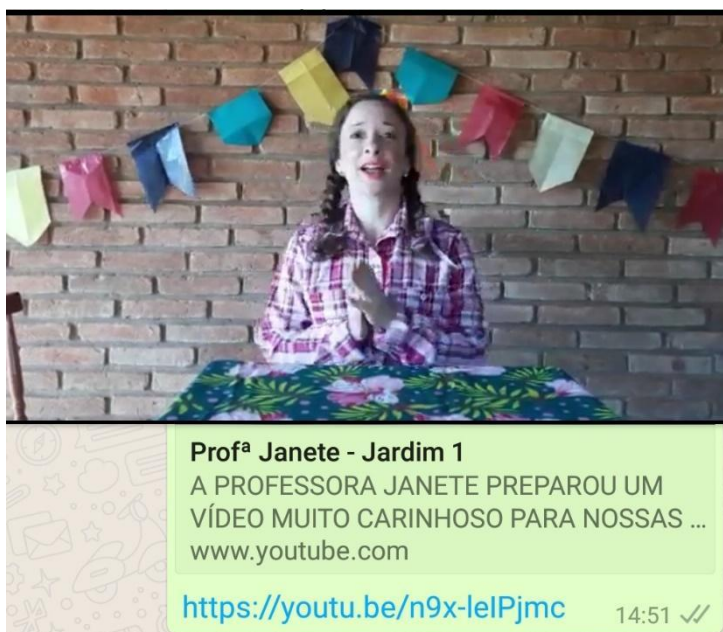 Profª Janete - Jardim 1
A PROFESSORA JANETE PREPAROU UM
VÍDEO MUITO CARINHOSO PARA NOSSAS ...
www.youtube.com
https://youtu.be/n9x-leIPjmc
14:51